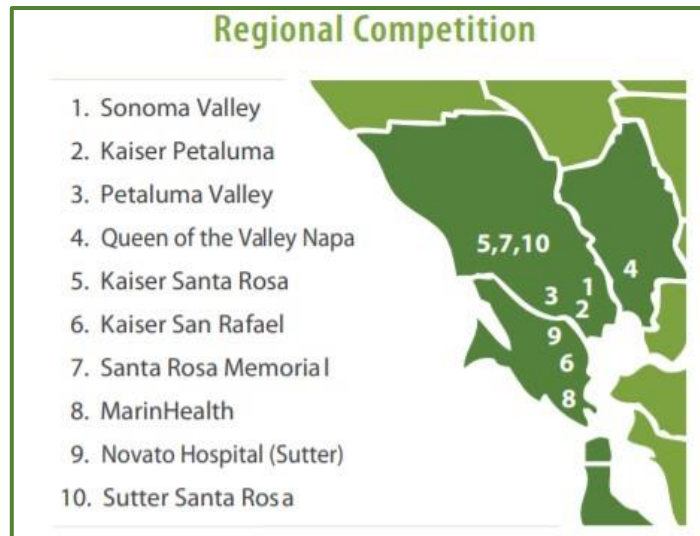 Regional Competition
1. Sonoma Valley
2. Kaiser Petaluma
3. Petaluma Valley
4. Queen of the Valley Napa
5. Kaiser Santa Rosa
6. Kaiser San Rafael
7. Santa Rosa Memorial
8. MarinHealth
9. Novato Hospital (Sutter)
10. Sutter Santa Rosa
5,7,10
4
1
3
2
9
6
8